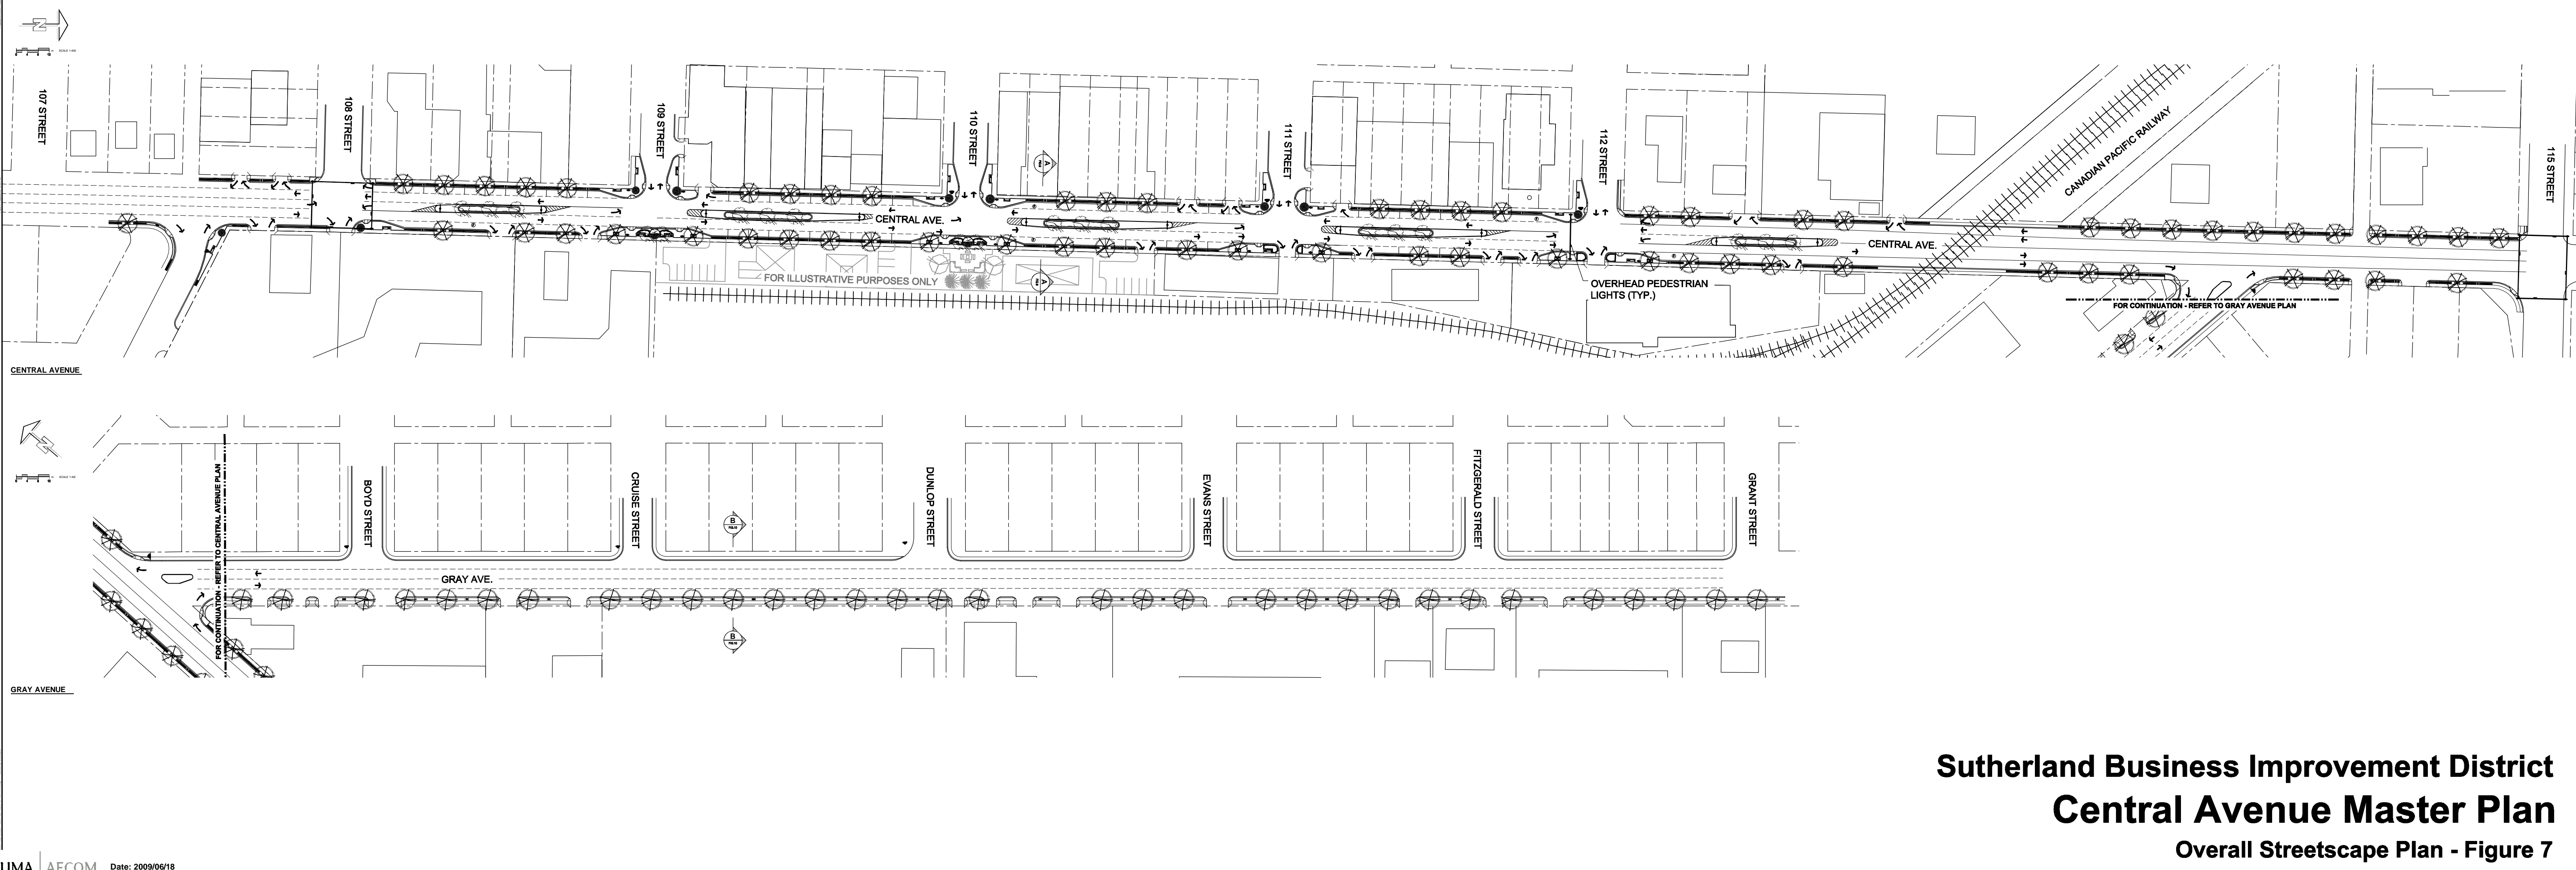 N
SCALE 1:500
107 STREET
108 STREET
109 STREET
110 STREET
111 STREET
112 STREET
CANADIAN PACIFIC RAILWAY
115 STREET
A
CENTRAL AVE.
CENTRAL AVE.
FOR ILLUSTRATIVE PURPOSES ONLY
A
OVERHEAD PEDESTRIAN
LIGHTS (TYP.)
FOR CONTINUATION - REFER TO GRAY AVENUE PLAN
CENTRAL AVENUE
N
FOR CONTINUATION - REFER TO CENTRAL AVENUE PLAN
BOYD STREET
CRUISE STREET
DUNLOP STREET
EVANS STREET
FITZGERALD STREET
GRANT STREET
B
GRAY AVE.
B
GRAY AVENUE
Sutherland Business Improvement District
Central Avenue Master Plan
Overall Streetscape Plan - Figure 7
UMA AECOM Date: 2009/06/18